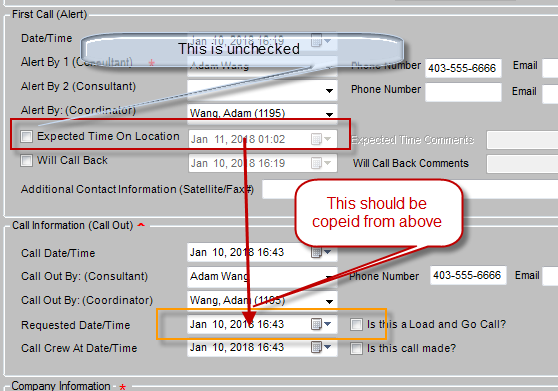 First Call (Alert)
Date/Time Jan 10, 2018 16:19
This is unchecked
Alert By 1 (Consultant) * Adam Wang Phone Number 403-555-6666 Email
Alert By 2 (Consultant) Phone Number Email
Alert By: (Coordinator) Wang, Adam (1195)
Expected Time On Location Jan 11, 2018 01:02 Expected Time Comments
Will Call Back Jan 10, 2018 16:19 Will Call Back Comments
Additional Contact Information (Satellite/Fax#)
This should be
copeid from above
Call Information (Call Out)
Call Date/Time Jan 10, 2018 16:43
Call Out By: (Consultant) Adam Wang Phone Number 403-555-6666 Email
Call Out By: (Coordinator) Wang, Adam (1195)
Requested Date/Time Jan 10, 2018 16:43 Is this a Load and Go Call?
Call Crew At Date/Time Jan 10, 2018 16:43 Is this call made?
Company Information *